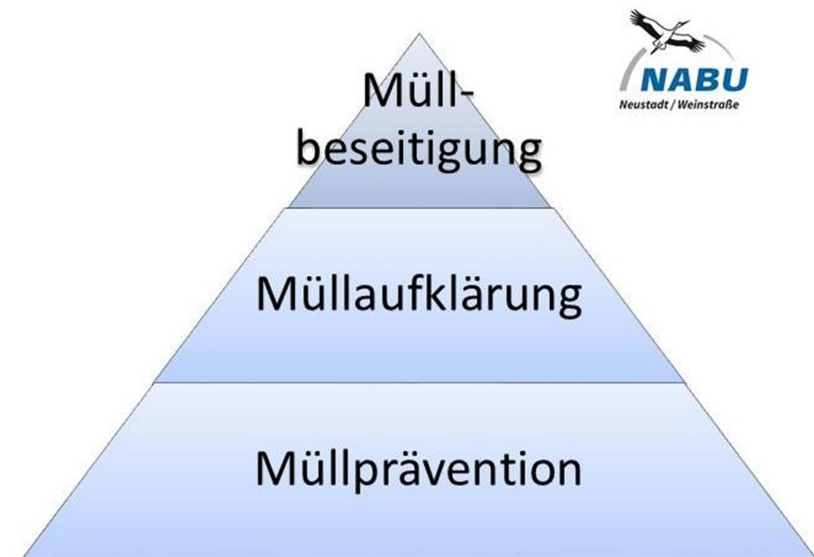 Müll-
beseitigung
NABU
Neustadt / Weinstraße
Müllaufklärung
Müllprävention